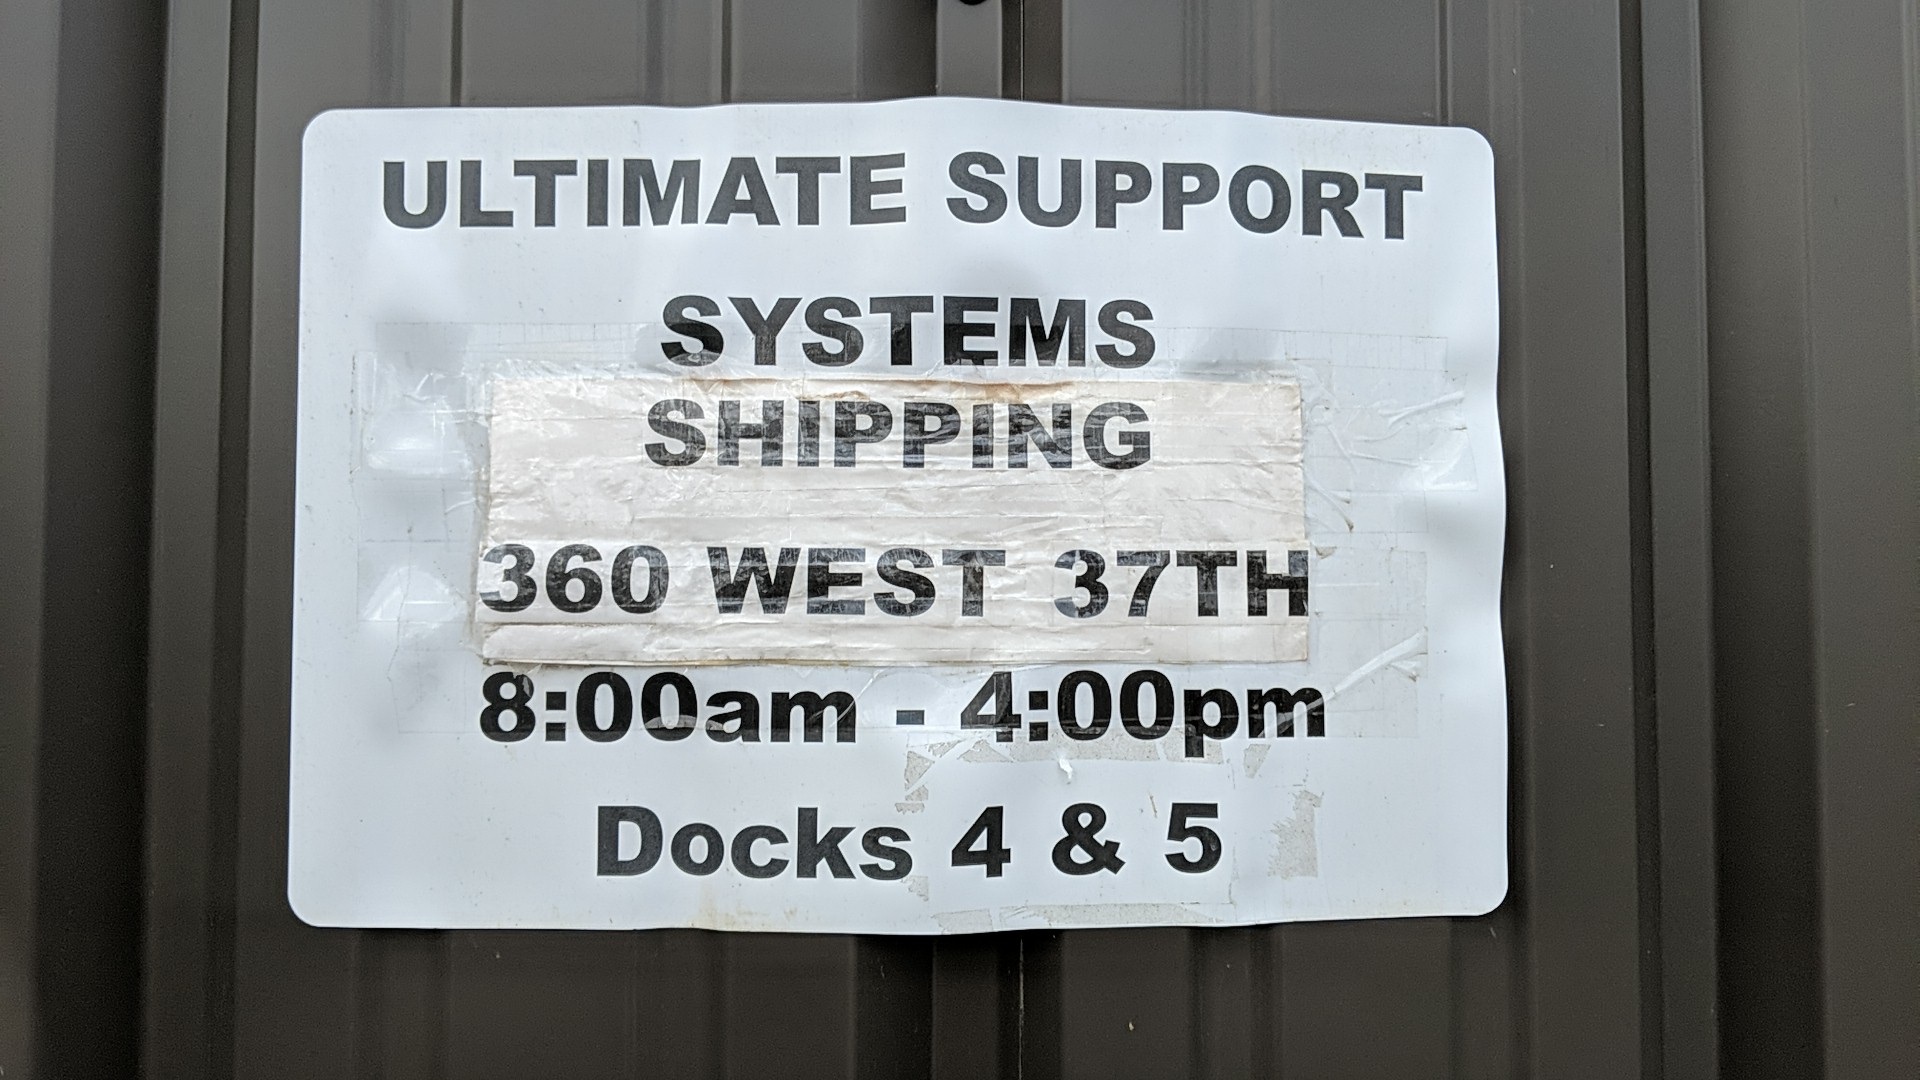 ULTIMATE SUPPORT
SYSTEMS
SHIPPING
360 WEST 37TH
8:00am - 4:00pm
Docks 4 & 5